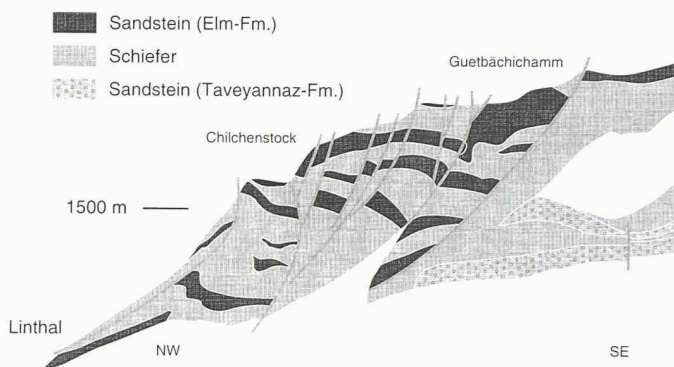 Sandstein (Elm-Fm.)
Schiefer
Sandstein (Taveyannaz-Fm.)
Guetbächichamm
Chilchenstock
1500 m
Linthal
NW
SE